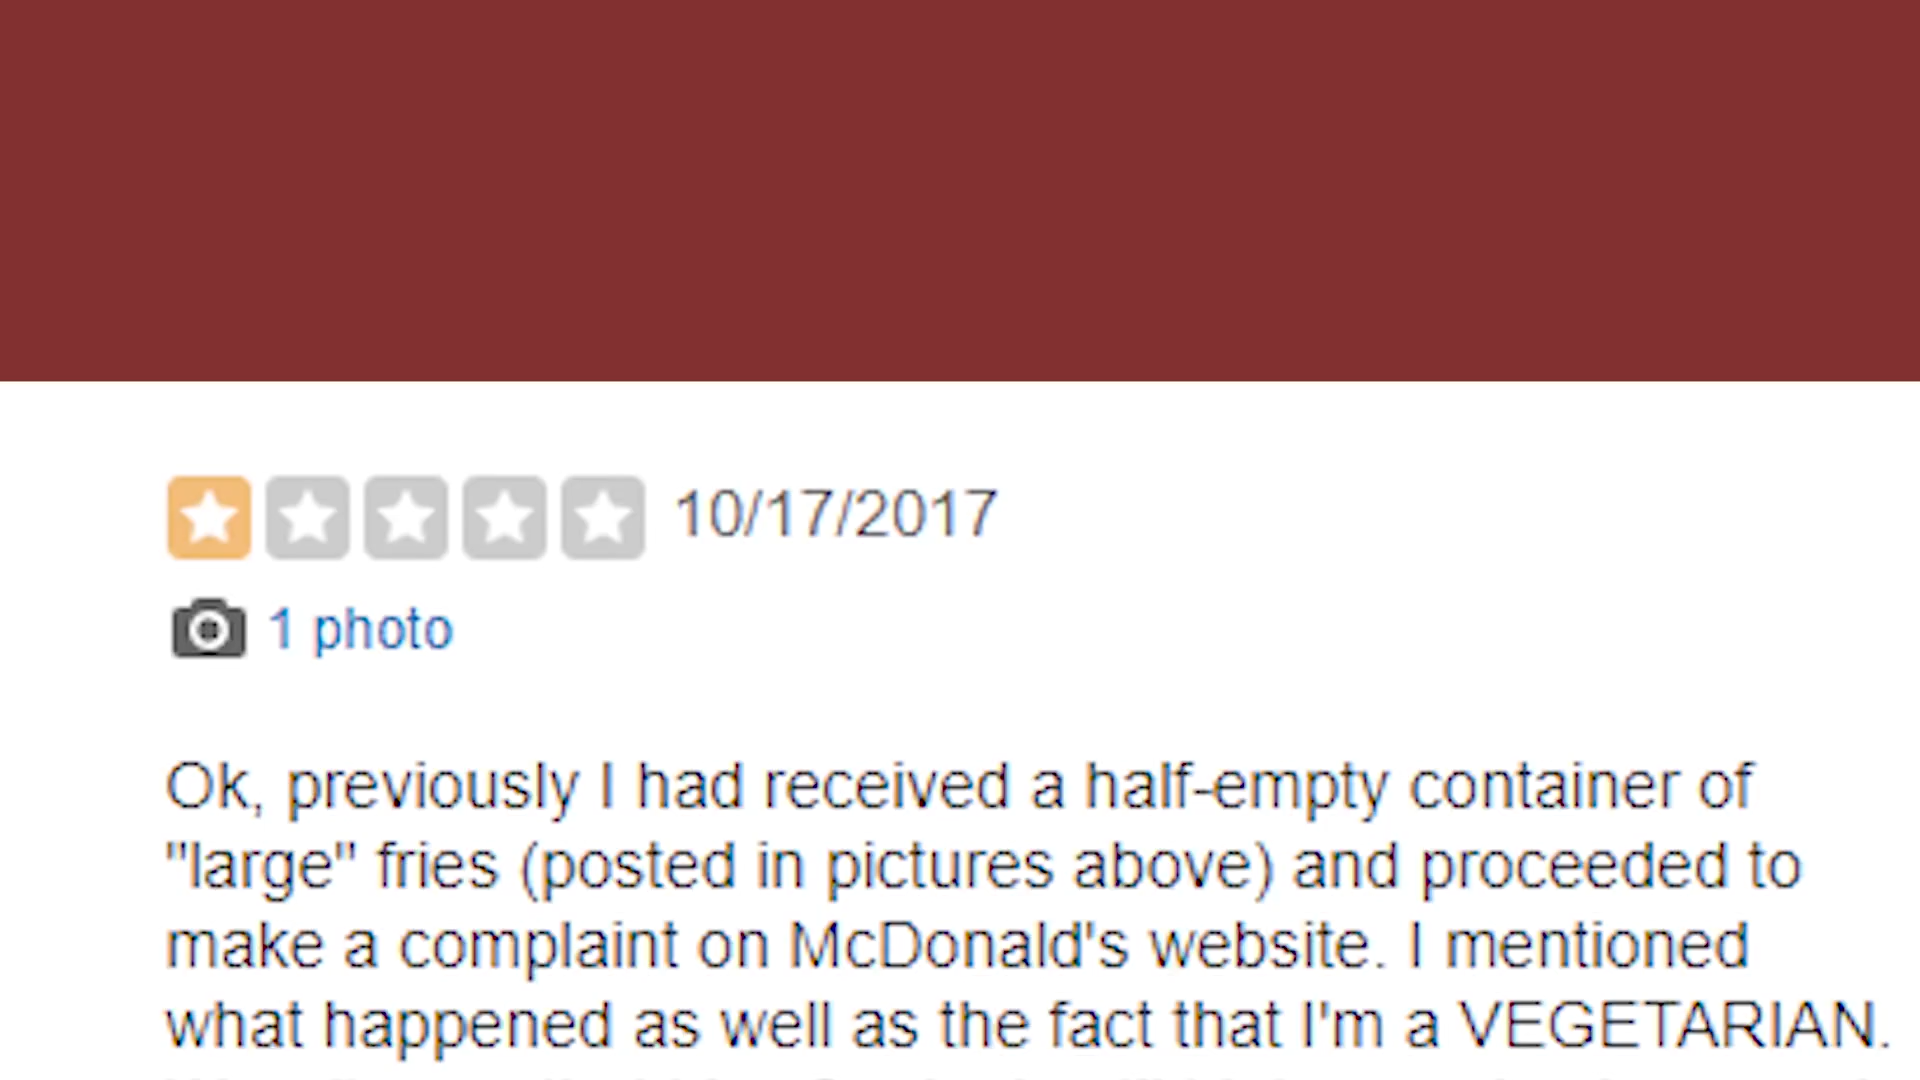 10/17/2017
1 photo
Ok, previously I had received a half-empty container of
"large" fries (posted in pictures above) and proceeded to
make a complaint on McDonald's website. I mentioned
what happened as well as the fact that I'm a VEGETARIAN.